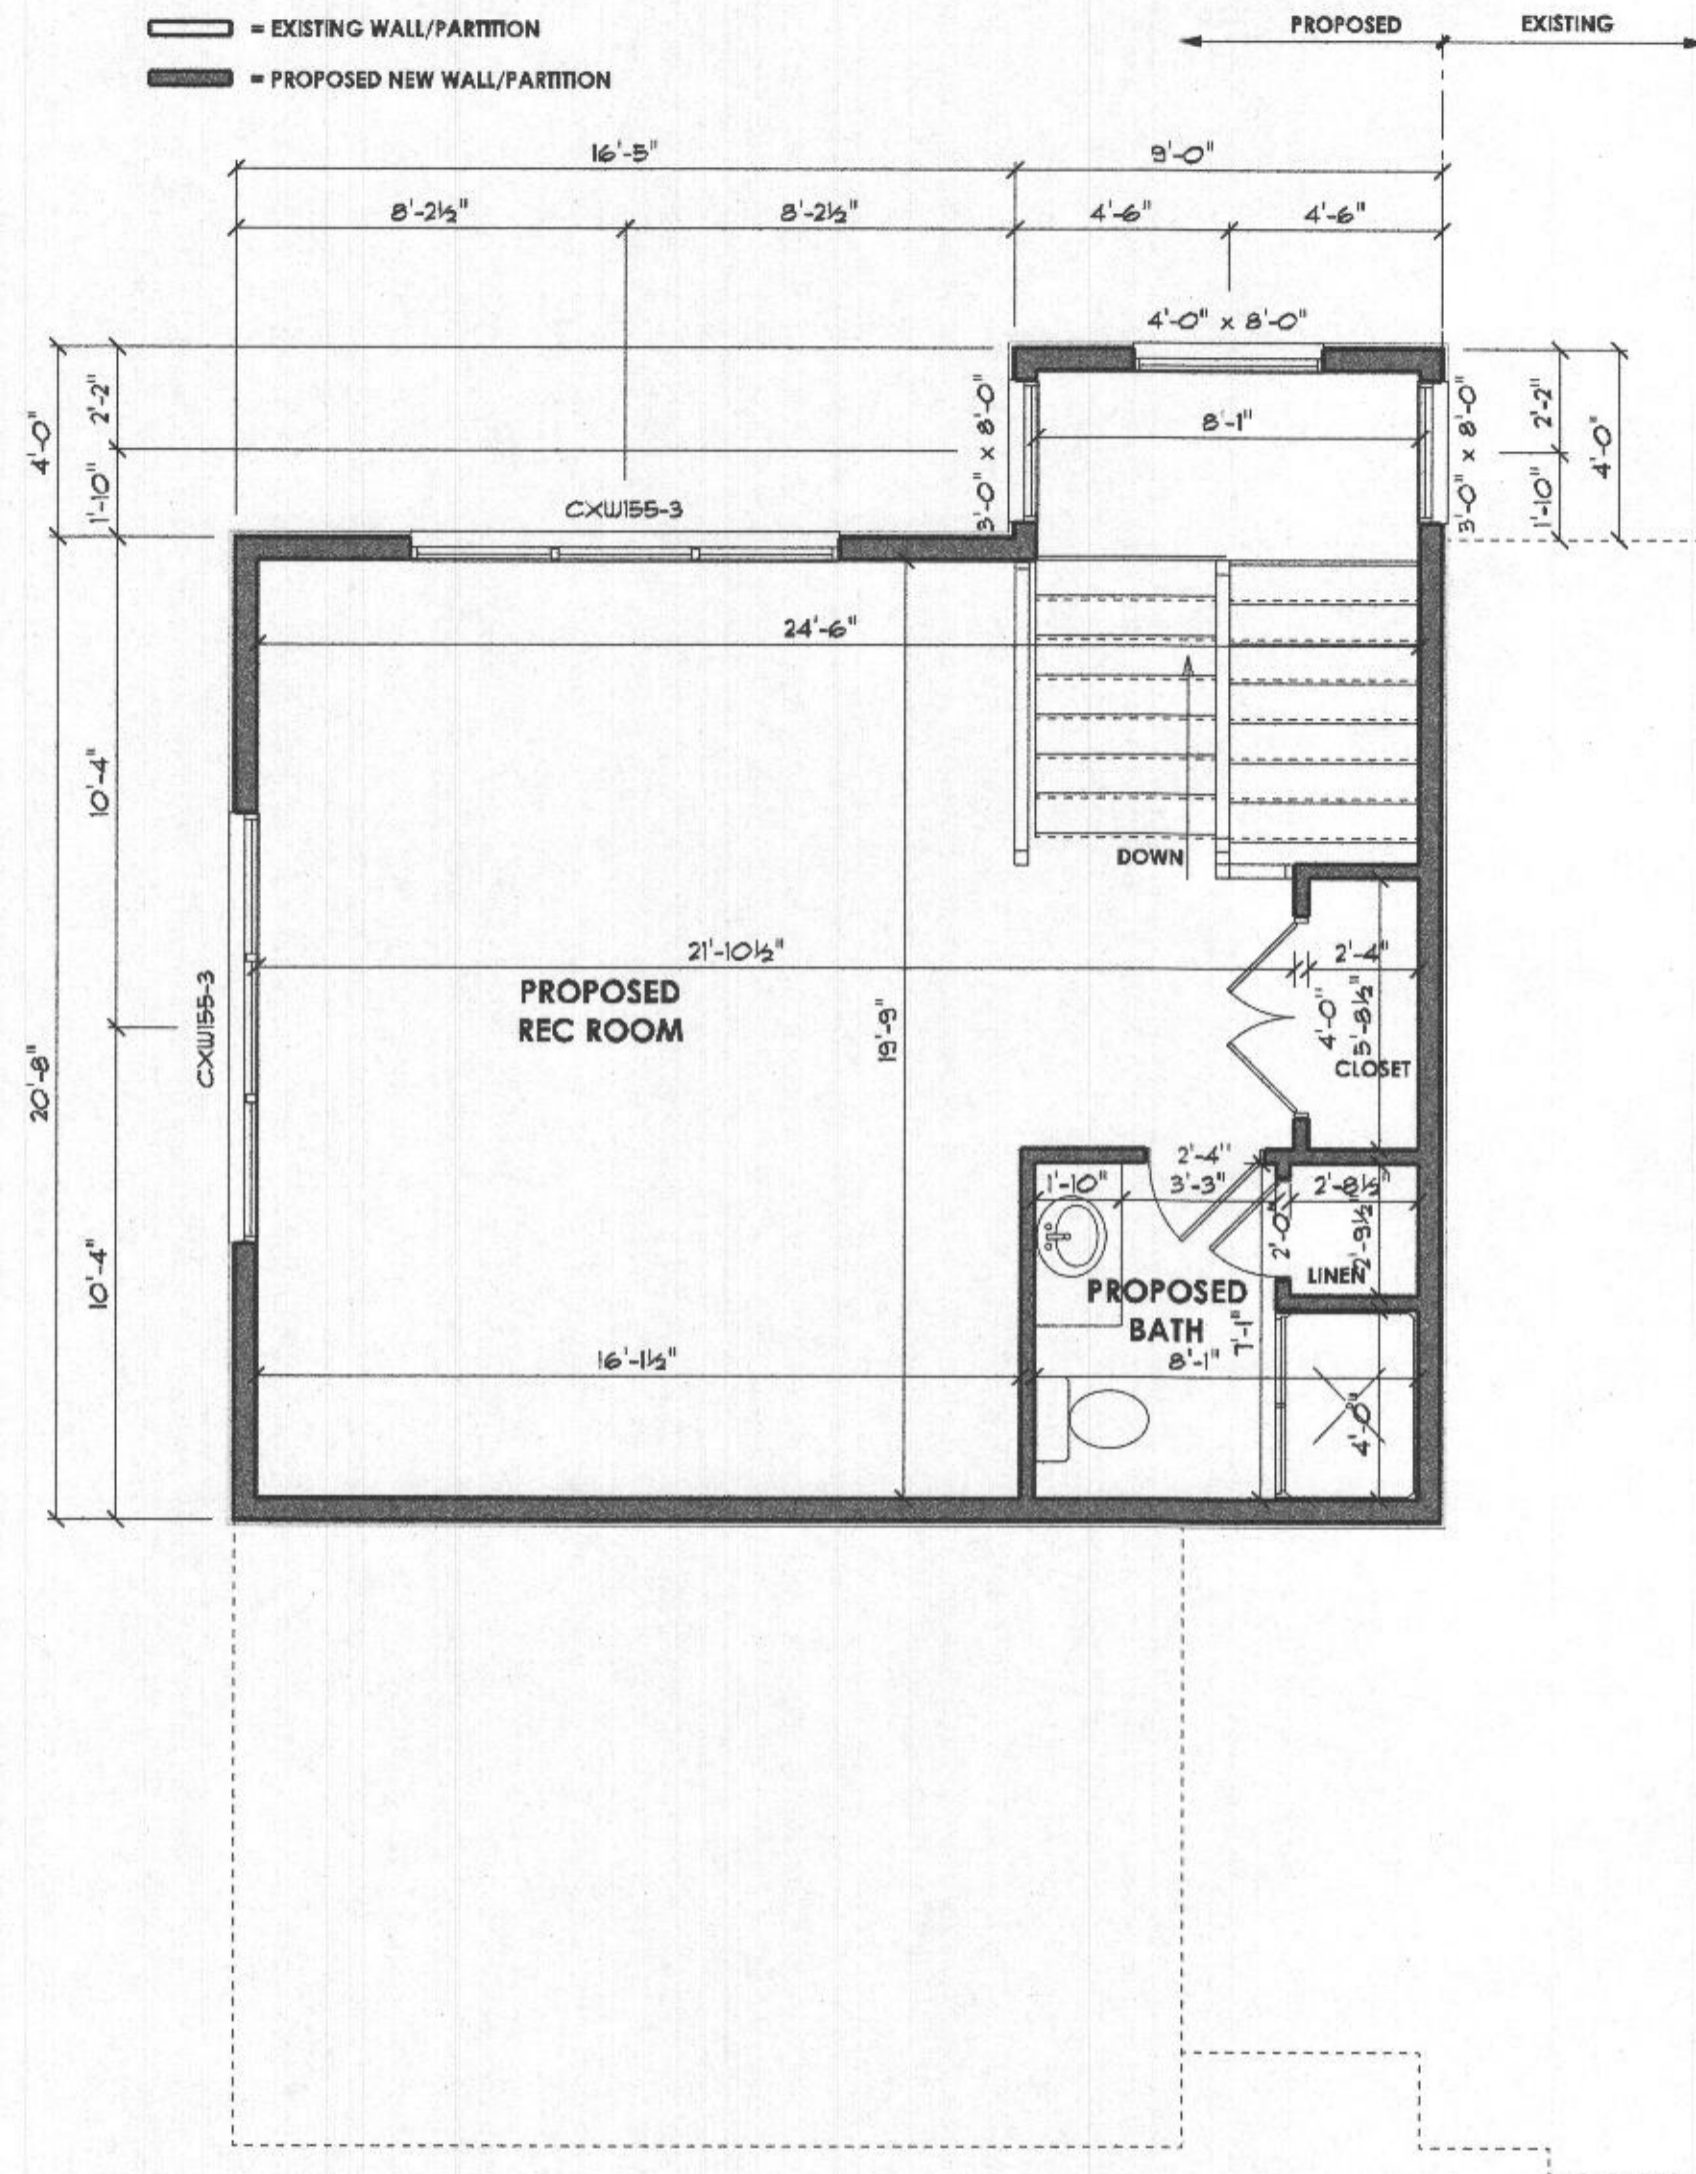 = EXISTING WALL/PARTITION
= PROPOSED NEW WALL/PARTITION
PROPOSED
EXISTING
16'-5"
9'-0"
8'-2½"
8'-2½"
4'-6"
4'-6"
4'-0" x 8'-0"
4'-0"
2'-2"
1'-10"
3'-0" x 8'-0"
8'-1"
3'-0" x 8'-0"
2'-2"
1'-10"
4'-0"
CXW155-3
24'-6"
10'-4"
DOWN
21'-10½"
2'-4"
PROPOSED
REC ROOM
CXW155-3
20'-8"
19'-9"
4'-0"
5'-8½"
CLOSET
2'-4"
1'-10"
3'-3"
2'-8½"
2'-0"
2'-9½"
LINEN
10'-4"
PROPOSED
BATH
7'-1"
16'-1½"
8'-1"
4'-0"